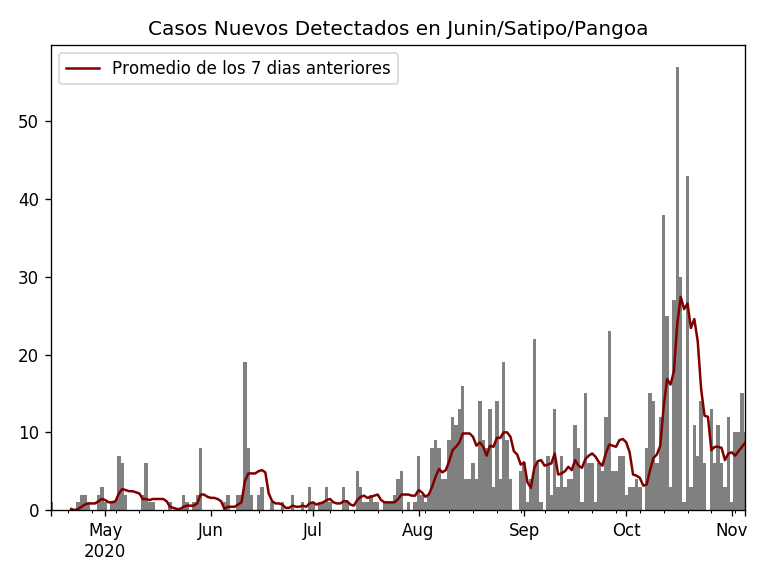 Casos Nuevos Detectados en Junin/Satipo/Pangoa
Promedio de los 7 dias anteriores
50
40
30
20
10
0
May Jun Jul Aug Sep Oct Nov
2020